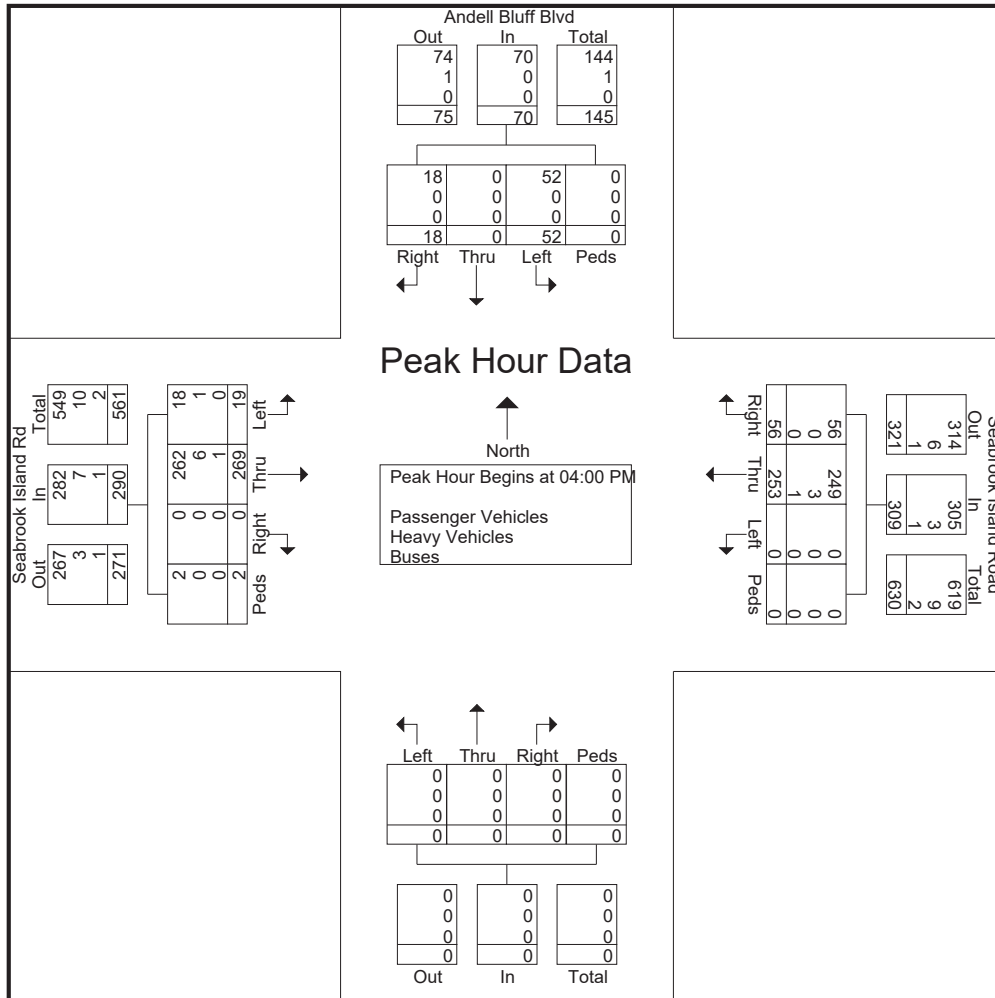 Andell Bluff Blvd
Out In Total
74 70 144
1 0 1
0 0 0
75 70 145
18 0 52 0
0 0 0 0
0 0 0 0
18 0 52 0
Right Thru Left Peds
Peak Hour Data
North
Peak Hour Begins at 04:00 PM
Passenger Vehicles
Heavy Vehicles
Buses
Seabrook Island Rd
Out In Total
267 282 549
3 7 10
1 1 2
271 290 561
18 1 0 19
Left
262 6 1 269
Thru
0 0 0 0
Right
2 0 0 2
Peds
Seabrook Island Road
Out In Total
314 305 619
6 3 9
1 1 2
321 309 630
Right Thru Left Peds
56 249 0 0
0 3 0 0
0 1 0 0
56 253 0 0
Left Thru Right Peds
0 0 0 0
0 0 0 0
0 0 0 0
0 0 0 0
0 0 0
0 0 0
0 0 0
0 0 0
Out In Total